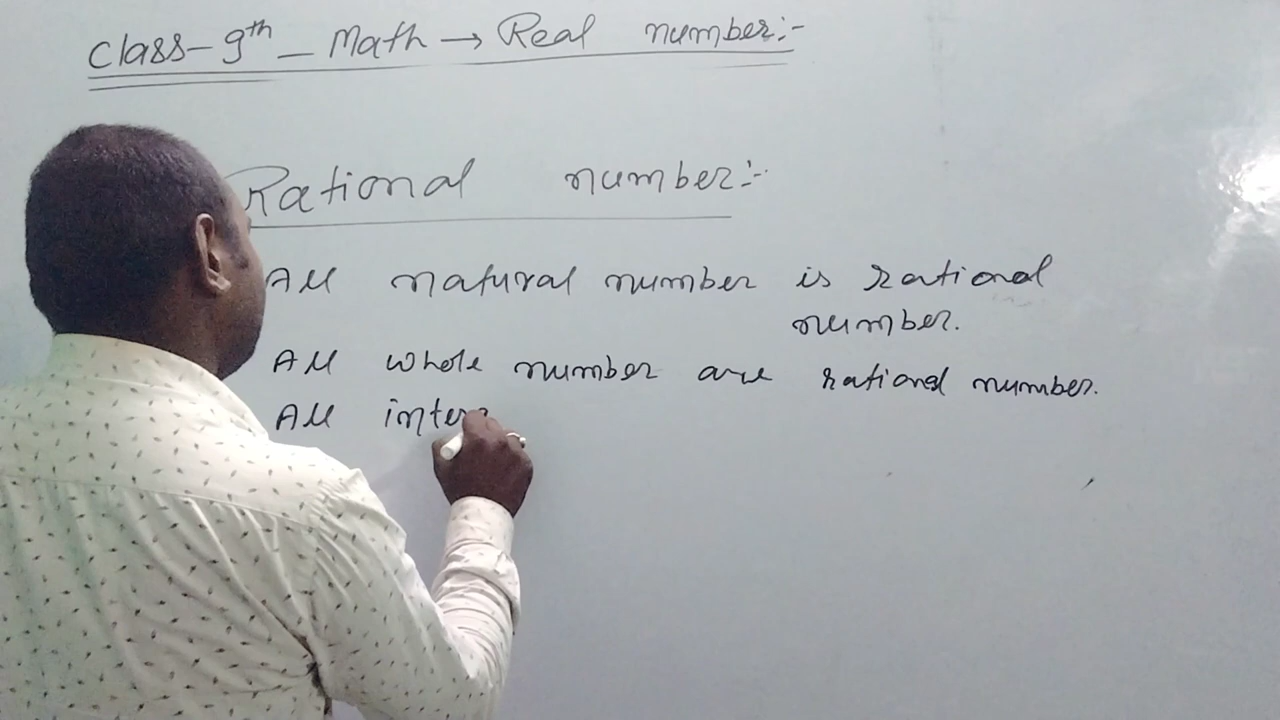 Class-9th - Math → Real number:-
Rational number:-
All natural number is rational
number.
All whole number are rational number.
All inte